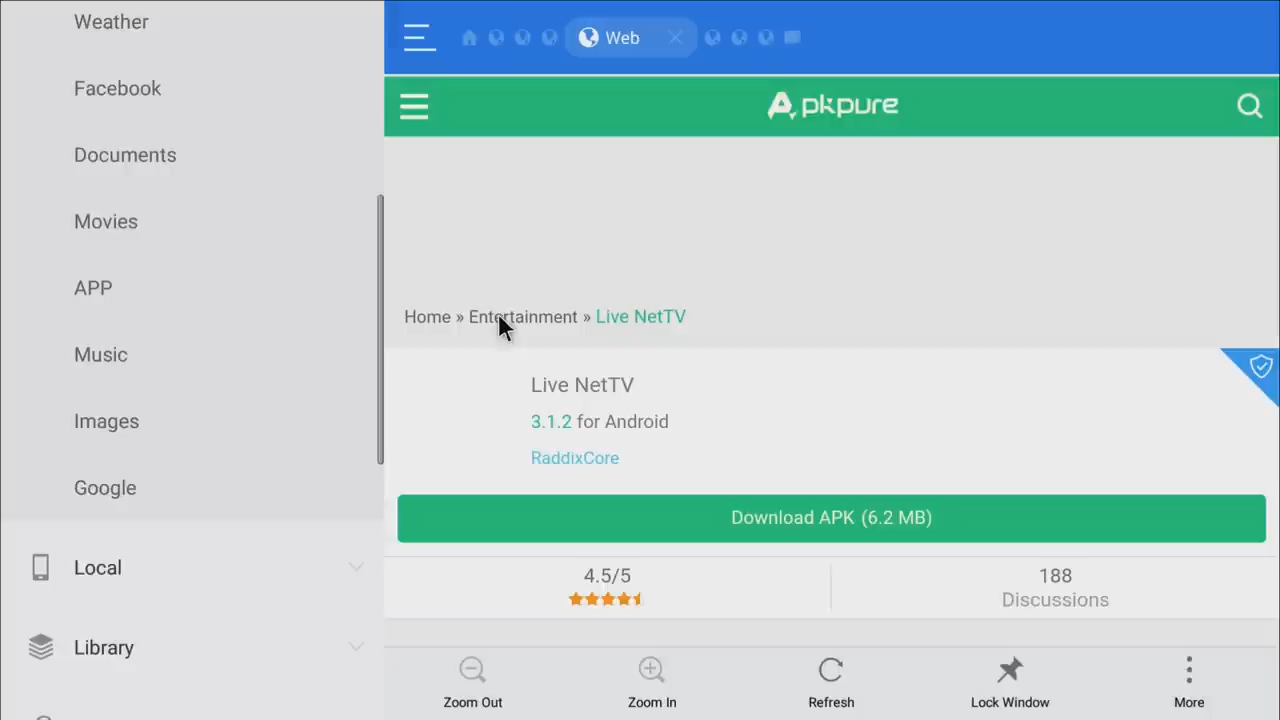 Weather
Facebook
Documents
Movies
APP
Music
Images
Google
Local
Library
Web
Apkpure
Home » Entertainment » Live NetTV
Live NetTV
3.1.2 for Android
RaddixCore
Download APK (6.2 MB)
4.5/5
188
Discussions
Zoom Out
Zoom In
Refresh
Lock Window
More